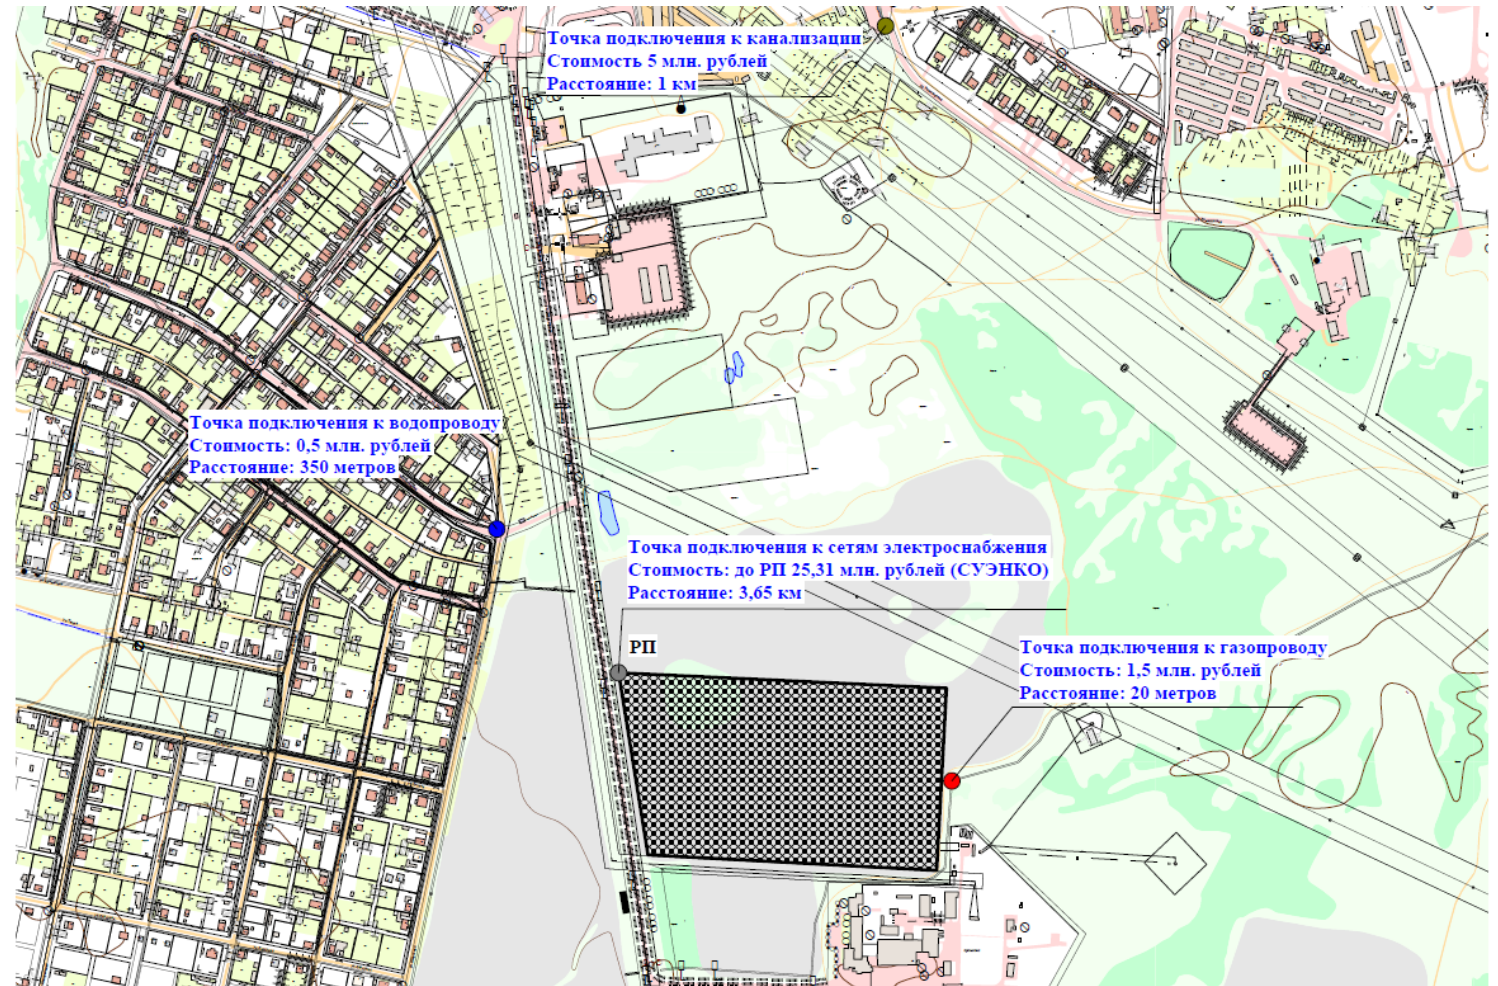 Точка подключения к канализации
Стоимость 5 млн. рублей
Расстояние: 1 км
Точка подключения к водопроводу
Стоимость: 0,5 млн. рублей
Расстояние: 350 метров
Точка подключения к сетям электроснабжения
Стоимость: до РП 25,31 млн. рублей (СУЭНКО)
Расстояние: 3,65 км
РП
Точка подключения к газопроводу
Стоимость: 1,5 млн. рублей
Расстояние: 20 метров